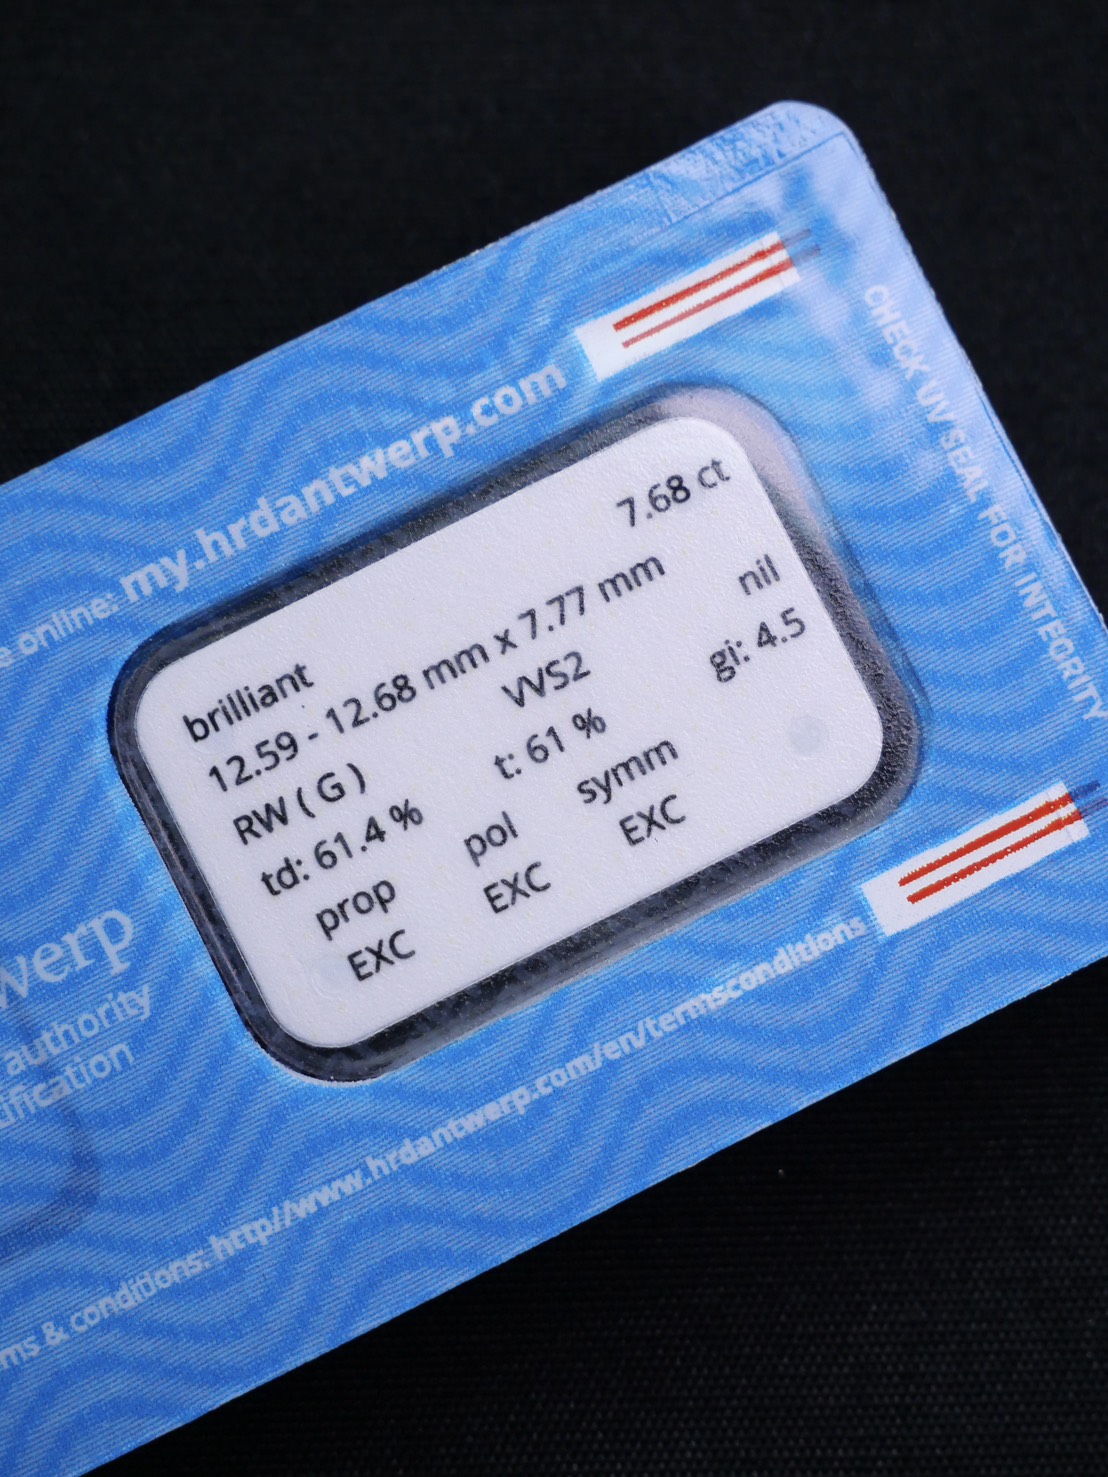 e online: my.hrdantwerp.com
CHECK UV SEAL FOR INTEGRITY
brilliant 7.68 ct
12.59 - 12.68 mm x 7.77 mm
RW ( G ) VVS2 nil
td: 61.4 % t: 61 % gi: 4.5
prop pol symm
EXC EXC EXC
werp
authority
ification
ms & conditions: http//www.hrdantwerp.com/en/termsconditions